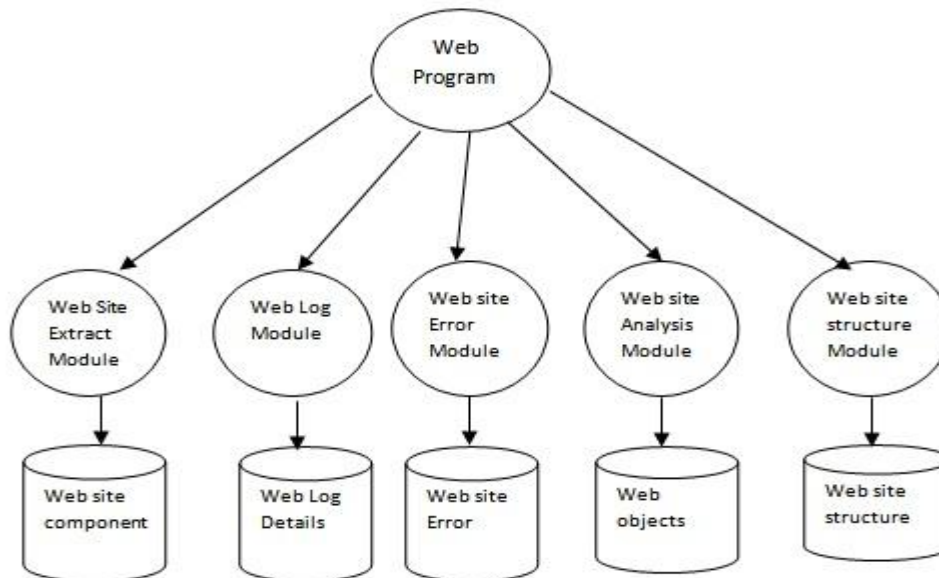 Web
Program
Web Site
Extract
Module
Web Log
Module
Web site
Error
Module
Web site
Analysis
Module
Web site
structure
Module
Web site
component
Web Log
Details
Web site
Error
Web
objects
Web site
structure